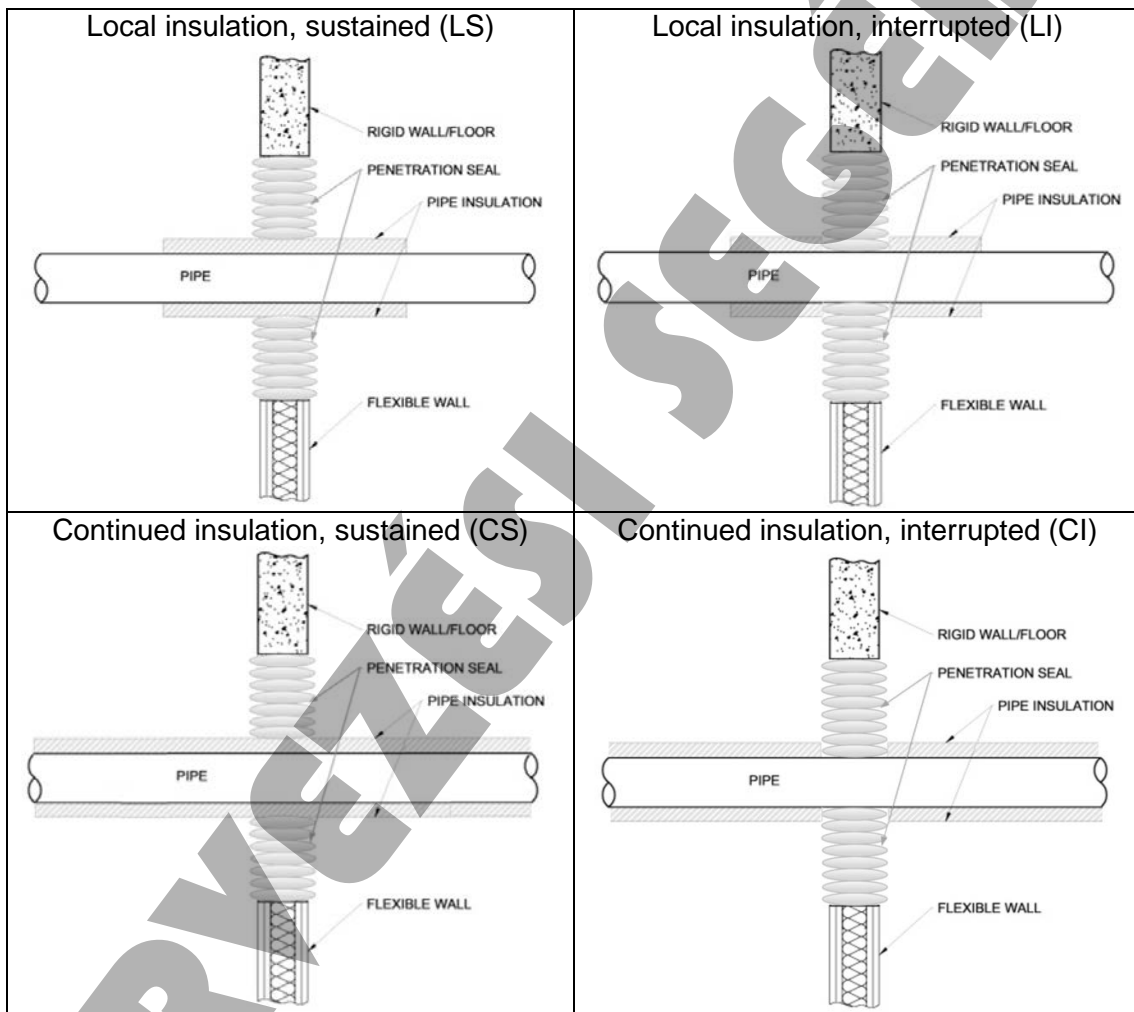 Local insulation, sustained (LS)
RIGID WALL/FLOOR
PENETRATION SEAL
PIPE INSULATION
PIPE
FLEXIBLE WALL
Local insulation, interrupted (LI)
RIGID WALL/FLOOR
PENETRATION SEAL
PIPE INSULATION
PIPE
FLEXIBLE WALL
Continued insulation, sustained (CS)
RIGID WALL/FLOOR
PENETRATION SEAL
PIPE INSULATION
PIPE
FLEXIBLE WALL
Continued insulation, interrupted (CI)
RIGID WALL/FLOOR
PENETRATION SEAL
PIPE INSULATION
PIPE
FLEXIBLE WALL